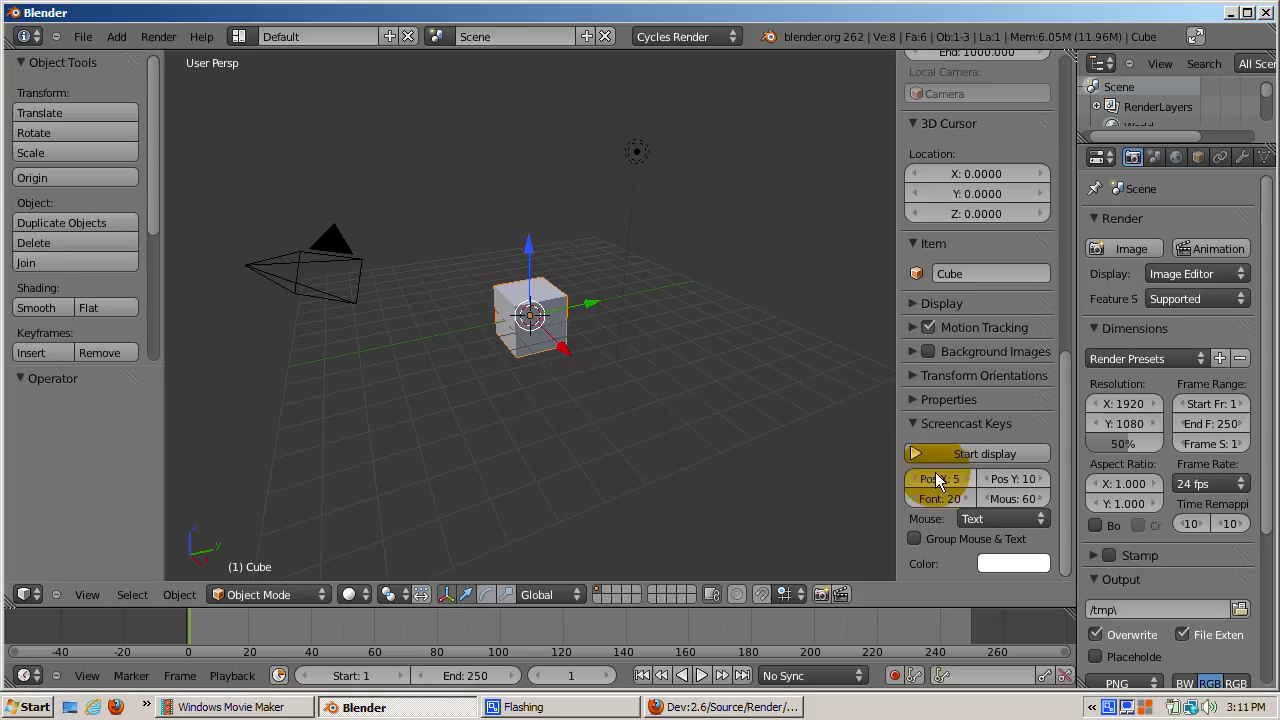 Blender
File Add Render Help Default Scene Cycles Render blender.org 262 | Ve:8 | Fa:6 | Ob:1-3 | La:1 | Mem:6.05M (11.96M) | Cube
Object Tools
Transform:
Translate
Rotate
Scale
Origin
Object:
Duplicate Objects
Delete
Join
Shading:
Smooth Flat
Keyframes:
Insert Remove
Operator
User Persp
z
y
x
(1) Cube
End: 1000.000
Local Camera:
Camera
3D Cursor
Location:
X: 0.0000
Y: 0.0000
Z: 0.0000
Item
Cube
Display
Motion Tracking
Background Images
Transform Orientations
Properties
Screencast Keys
Start display
Pos X: 5 Pos Y: 10
Font: 20 Mous: 60
Mouse: Text
Group Mouse & Text
Color:
View Search All Scen
Scene
RenderLayers
World
Scene
Render
Image Animation
Display: Image Editor
Feature S Supported
Dimensions
Render Presets
Resolution: Frame Range:
X: 1920 Start Fr: 1
Y: 1080 End F: 250
50% Frame S: 1
Aspect Ratio: Frame Rate:
X: 1.000 24 fps
Y: 1.000 Time Remappi
Bo Cr 10 10
Stamp
Output
/tmp\
Overwrite File Exten
Placeholde
PNG BW RGB RGB
View Select Object Object Mode Global
-40 -20 0 20 40 60 80 100 120 140 160 180 200 220 240 260
View Marker Frame Playback Start: 1 End: 250 1 No Sync
Start Windows Movie Maker Blender Flashing Dev:2.6/Source/Render/... 3:11 PM